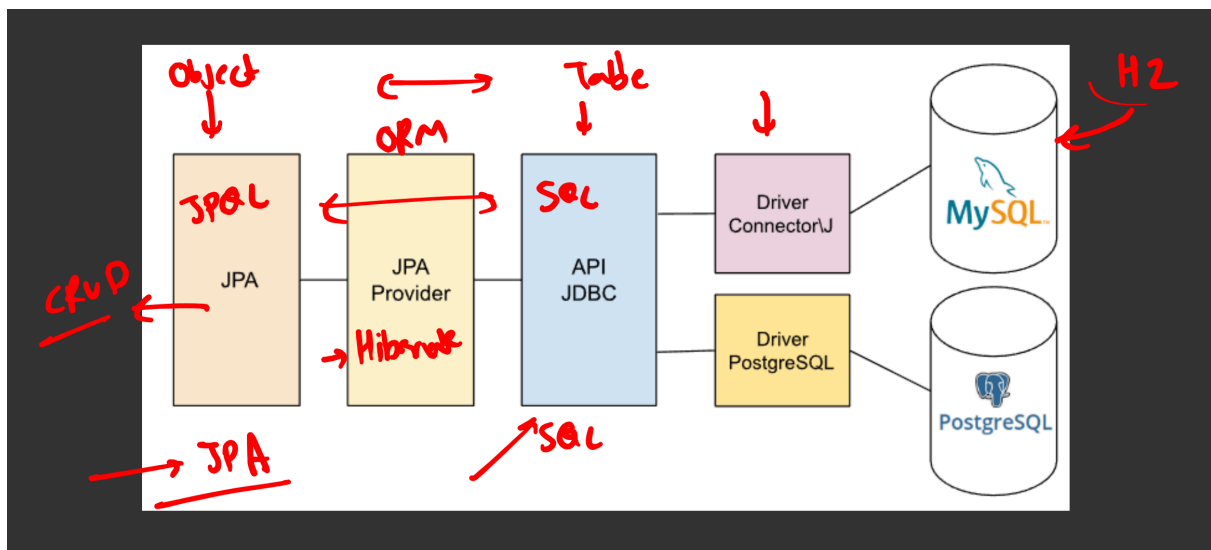 Object
Table
H2
ORM
JPQL
SQL
CRUD
JPA
JPA
Provider
Hibernate
API
JDBC
Driver
Connector\J
MySQL™
Driver
PostgreSQL
PostgreSQL
JPA
SQL